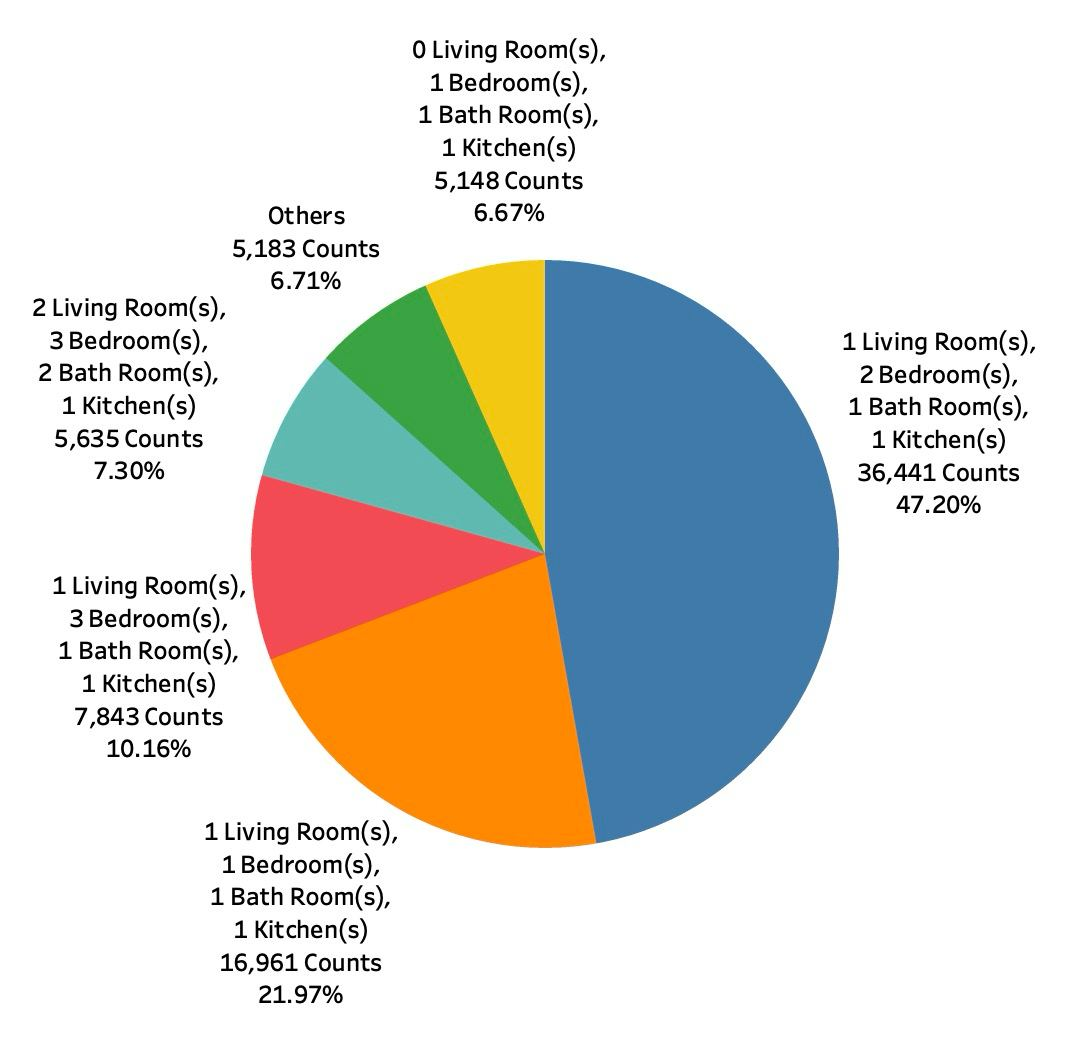 0 Living Room(s),
1 Bedroom(s),
1 Bath Room(s),
1 Kitchen(s)
5,148 Counts
6.67%
Others
5,183 Counts
6.71%
2 Living Room(s),
3 Bedroom(s),
2 Bath Room(s),
1 Kitchen(s)
5,635 Counts
7.30%
1 Living Room(s),
2 Bedroom(s),
1 Bath Room(s),
1 Kitchen(s)
36,441 Counts
47.20%
1 Living Room(s),
3 Bedroom(s),
1 Bath Room(s),
1 Kitchen(s)
7,843 Counts
10.16%
1 Living Room(s),
1 Bedroom(s),
1 Bath Room(s),
1 Kitchen(s)
16,961 Counts
21.97%